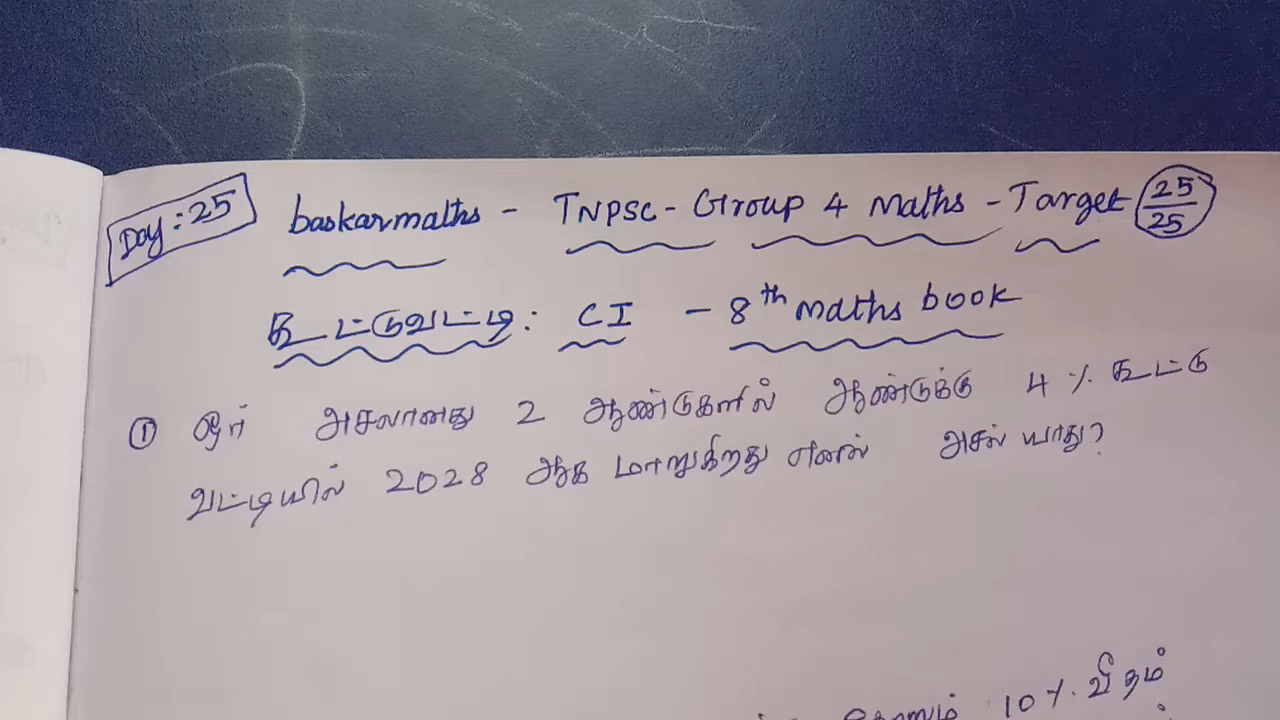 Day: 25
baskarmaths - TNPSC - Group 4 Maths - Target 25/25
கூட்டுவட்டி: CI - 8th maths book
① ஓர் அசலானது 2 ஆண்டுகளில் ஆண்டுக்கு 4 % கூட்டு
வட்டியில் 2028 ஆக மாறுகிறது எனில் அசல் யாது?
10 %. வீதம்